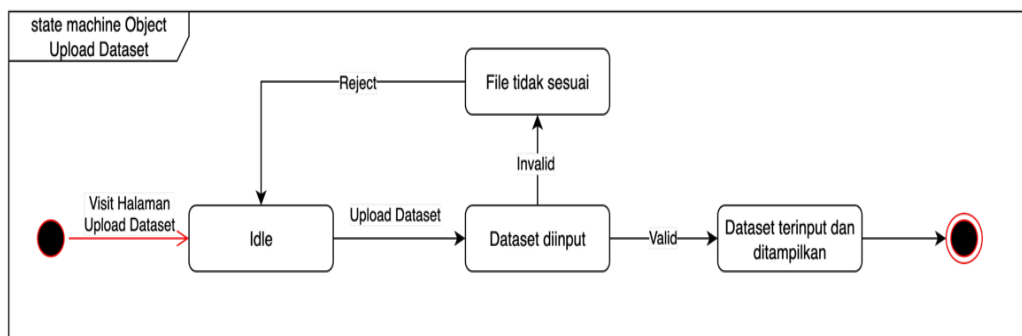 state machine Object
Upload Dataset
File tidak sesuai
Reject
Invalid
Visit Halaman
Upload Dataset
Idle
Upload Dataset
Dataset diinput
Valid
Dataset terinput dan
ditampilkan